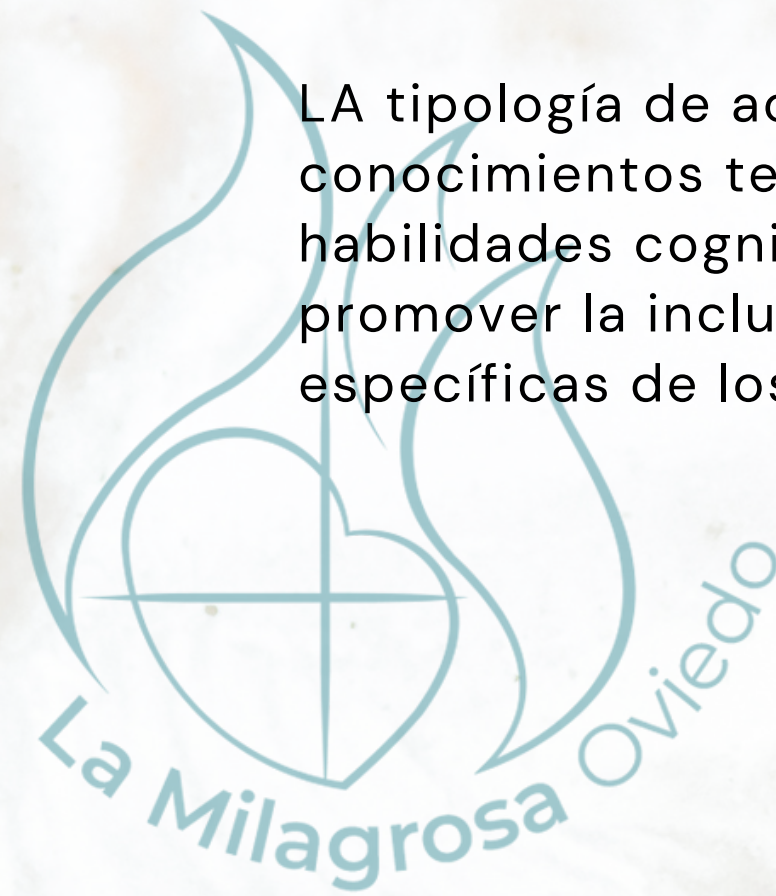 LA tipología de ac
conocimientos te
habilidades cogni
promover la inclu
específicas de los
La Milagrosa Oviedo